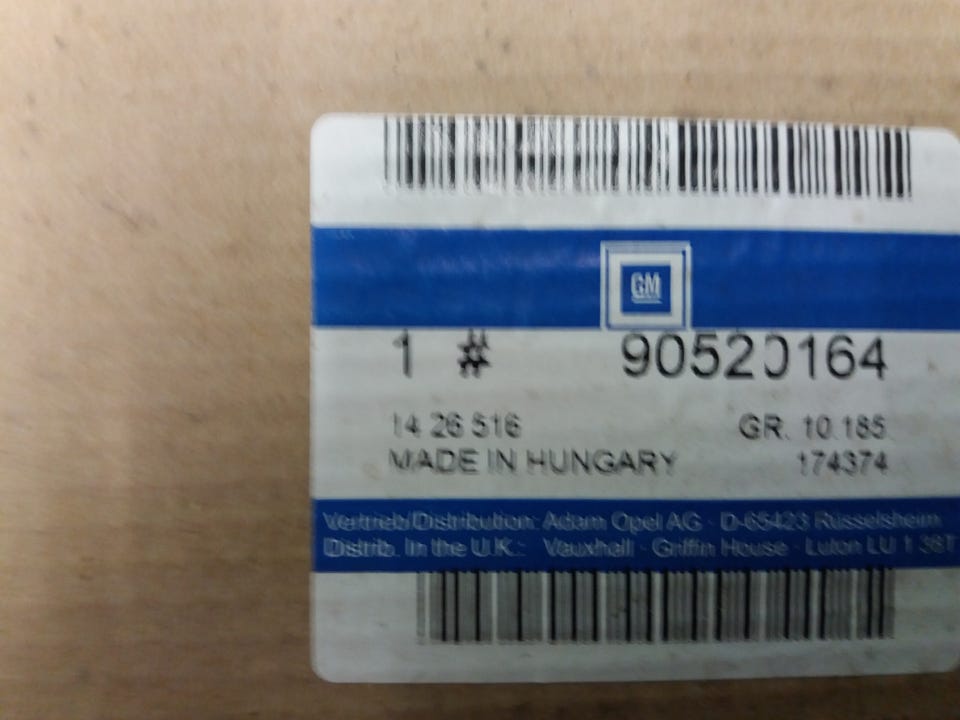 GM
1 # 90520164
14 26 516 GR. 10.185
MADE IN HUNGARY 174374
Vertrieb/Distribution: Adam Opel AG · D-65423 Rüsselsheim
Distrib. In the U.K.: Vauxhall · Griffin House · Luton LU 1 3BT